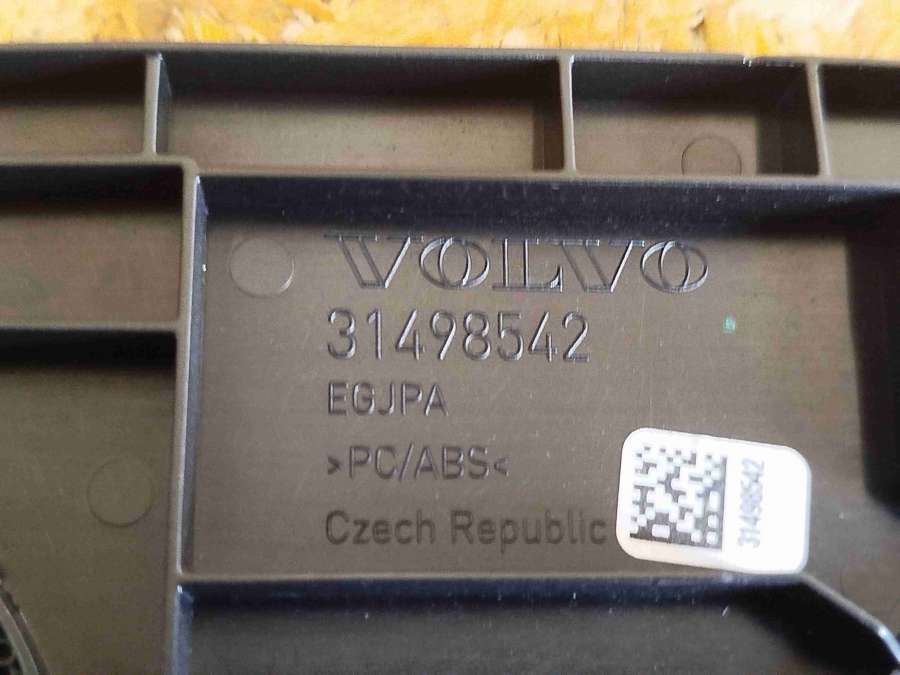 VOLVO
31498542
EGJPA
>PC/ABS<
Czech Republic
31498542